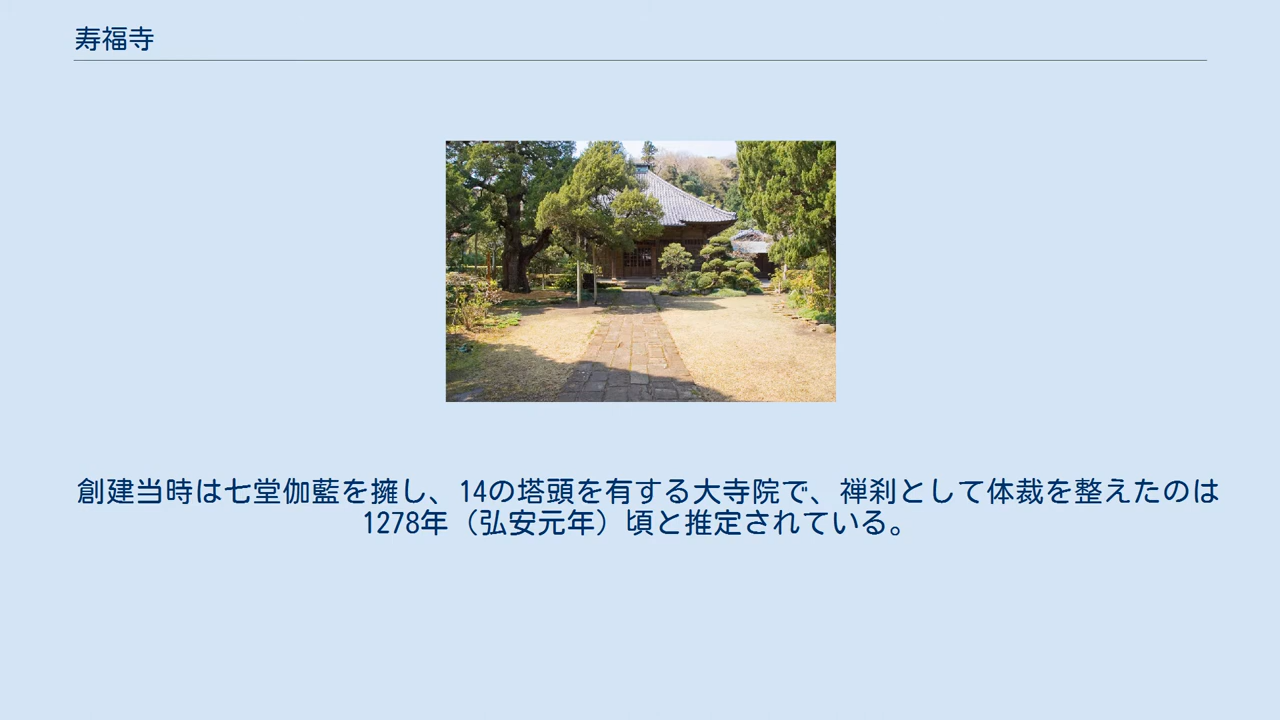 寿福寺
創建当時は七堂伽藍を擁し、14の塔頭を有する大寺院で、禅刹として体裁を整えたのは
1278年（弘安元年）頃と推定されている。